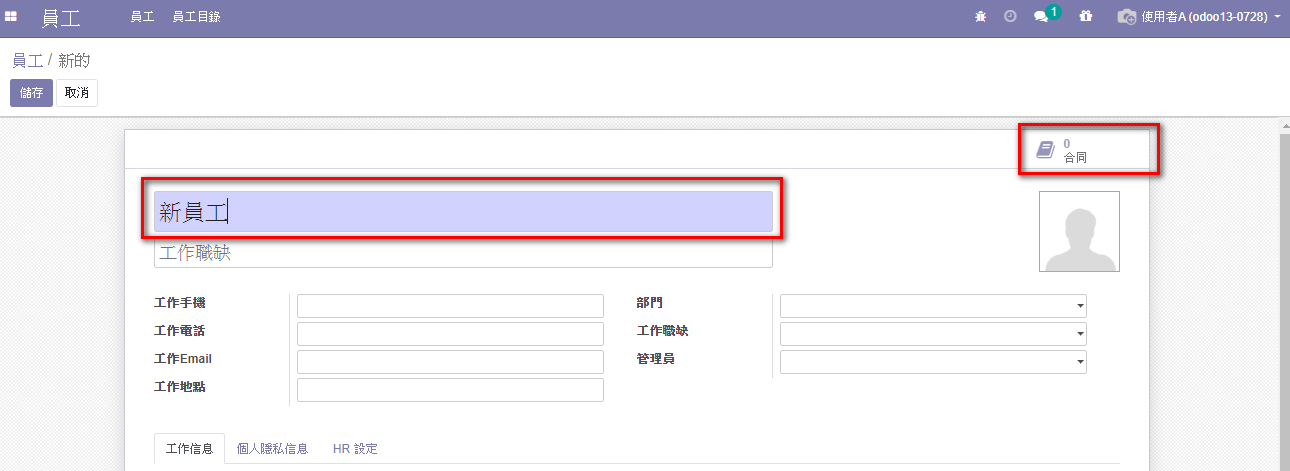 員工 員工 員工目錄 1 使用者A (odoo13-0728)
員工 / 新的
儲存 取消
0
合同
新員工
工作職缺
工作手機 部門
工作電話 工作職缺
工作Email 管理員
工作地點
工作信息 個人隱私信息 HR 設定